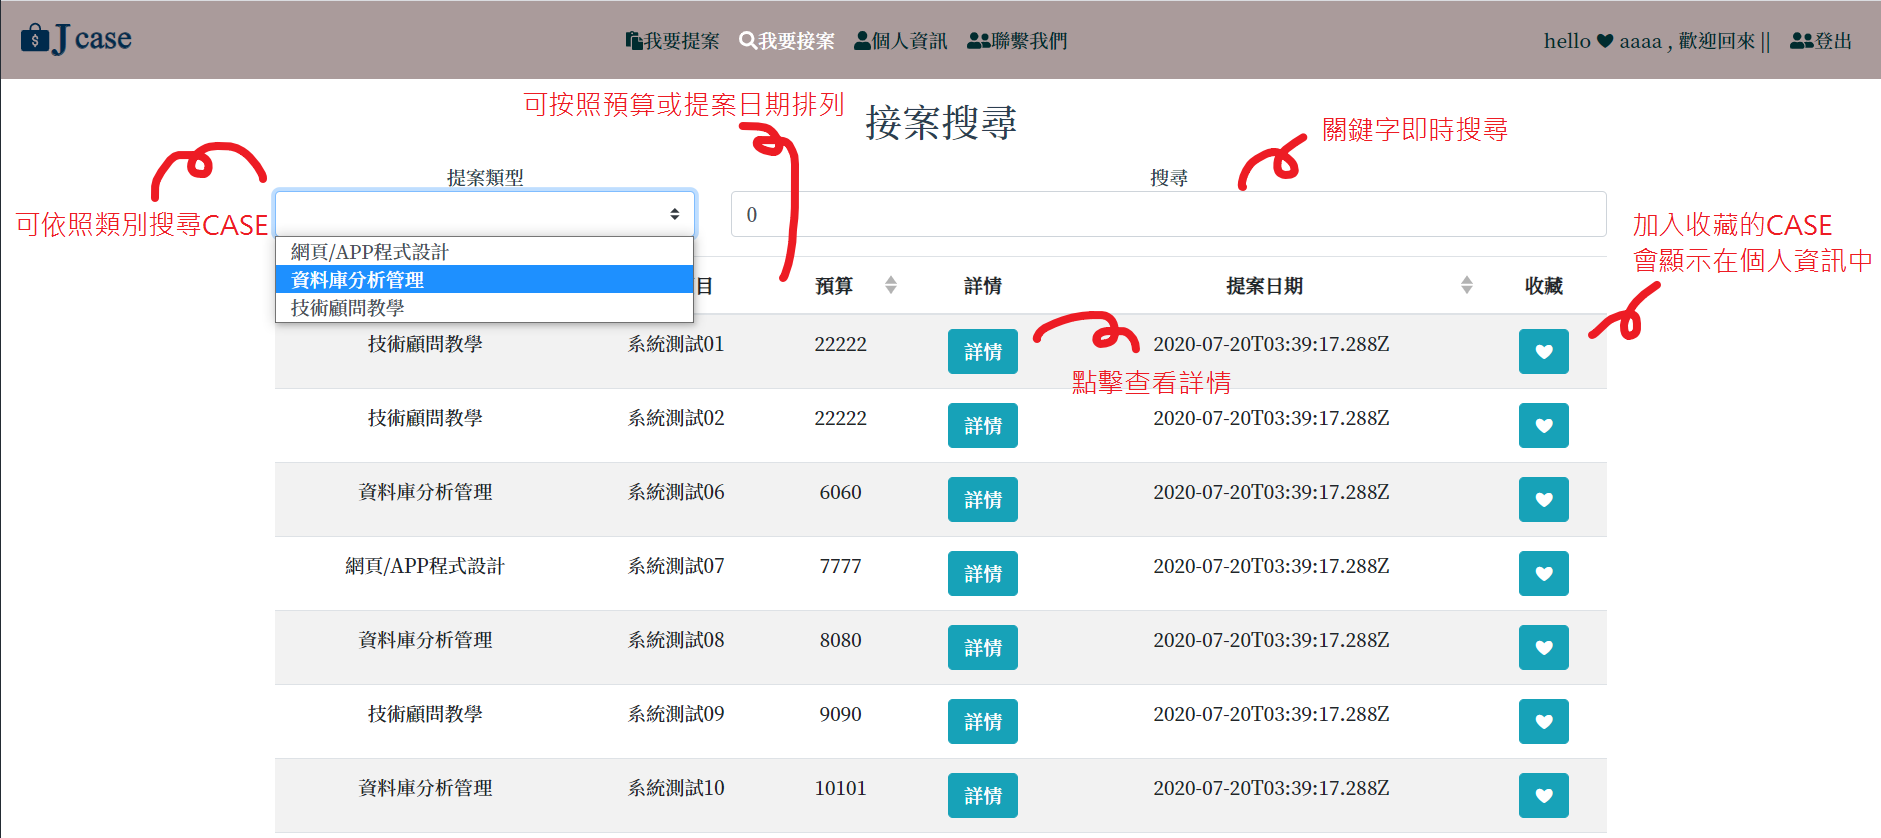 J case
我要提案 我要接案 個人資訊 聯繫我們
hello aaaa , 歡迎回來 || 登出
可按照預算或提案日期排列
接案搜尋
關鍵字即時搜尋
提案類型 搜尋
可依照類別搜尋CASE
0
加入收藏的CASE
會顯示在個人資訊中
網頁/APP程式設計
資料庫分析管理
技術顧問教學
目 預算 詳情 提案日期 收藏
技術顧問教學 系統測試01 22222 詳情 2020-07-20T03:39:17.288Z
點擊查看詳情
技術顧問教學 系統測試02 22222 詳情 2020-07-20T03:39:17.288Z
資料庫分析管理 系統測試06 6060 詳情 2020-07-20T03:39:17.288Z
網頁/APP程式設計 系統測試07 7777 詳情 2020-07-20T03:39:17.288Z
資料庫分析管理 系統測試08 8080 詳情 2020-07-20T03:39:17.288Z
技術顧問教學 系統測試09 9090 詳情 2020-07-20T03:39:17.288Z
資料庫分析管理 系統測試10 10101 詳情 2020-07-20T03:39:17.288Z